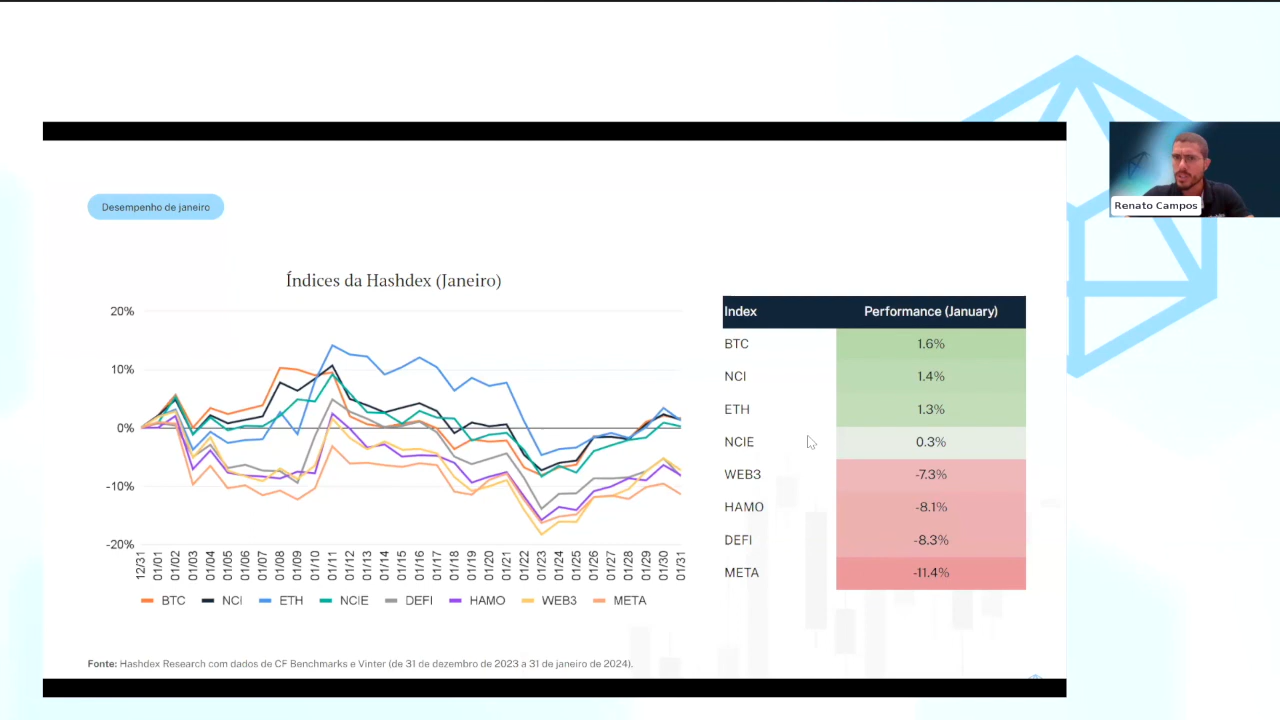 Desempenho de janeiro
Renato Campos
Índices da Hashdex (Janeiro)
20%
10%
0%
-10%
-20%
12/31 01/01 01/02 01/03 01/04 01/05 01/06 01/07 01/08 01/09 01/10 01/11 01/12 01/13 01/14 01/15 01/16 01/17 01/18 01/19 01/20 01/21 01/22 01/23 01/24 01/25 01/26 01/27 01/28 01/29 01/30 01/31
BTC NCI ETH NCIE DEFI HAMO WEB3 META
Index Performance (January)
BTC 1.6%
NCI 1.4%
ETH 1.3%
NCIE 0.3%
WEB3 -7.3%
HAMO -8.1%
DEFI -8.3%
META -11.4%
Fonte: Hashdex Research com dados de CF Benchmarks e Vinter (de 31 de dezembro de 2023 a 31 de janeiro de 2024).